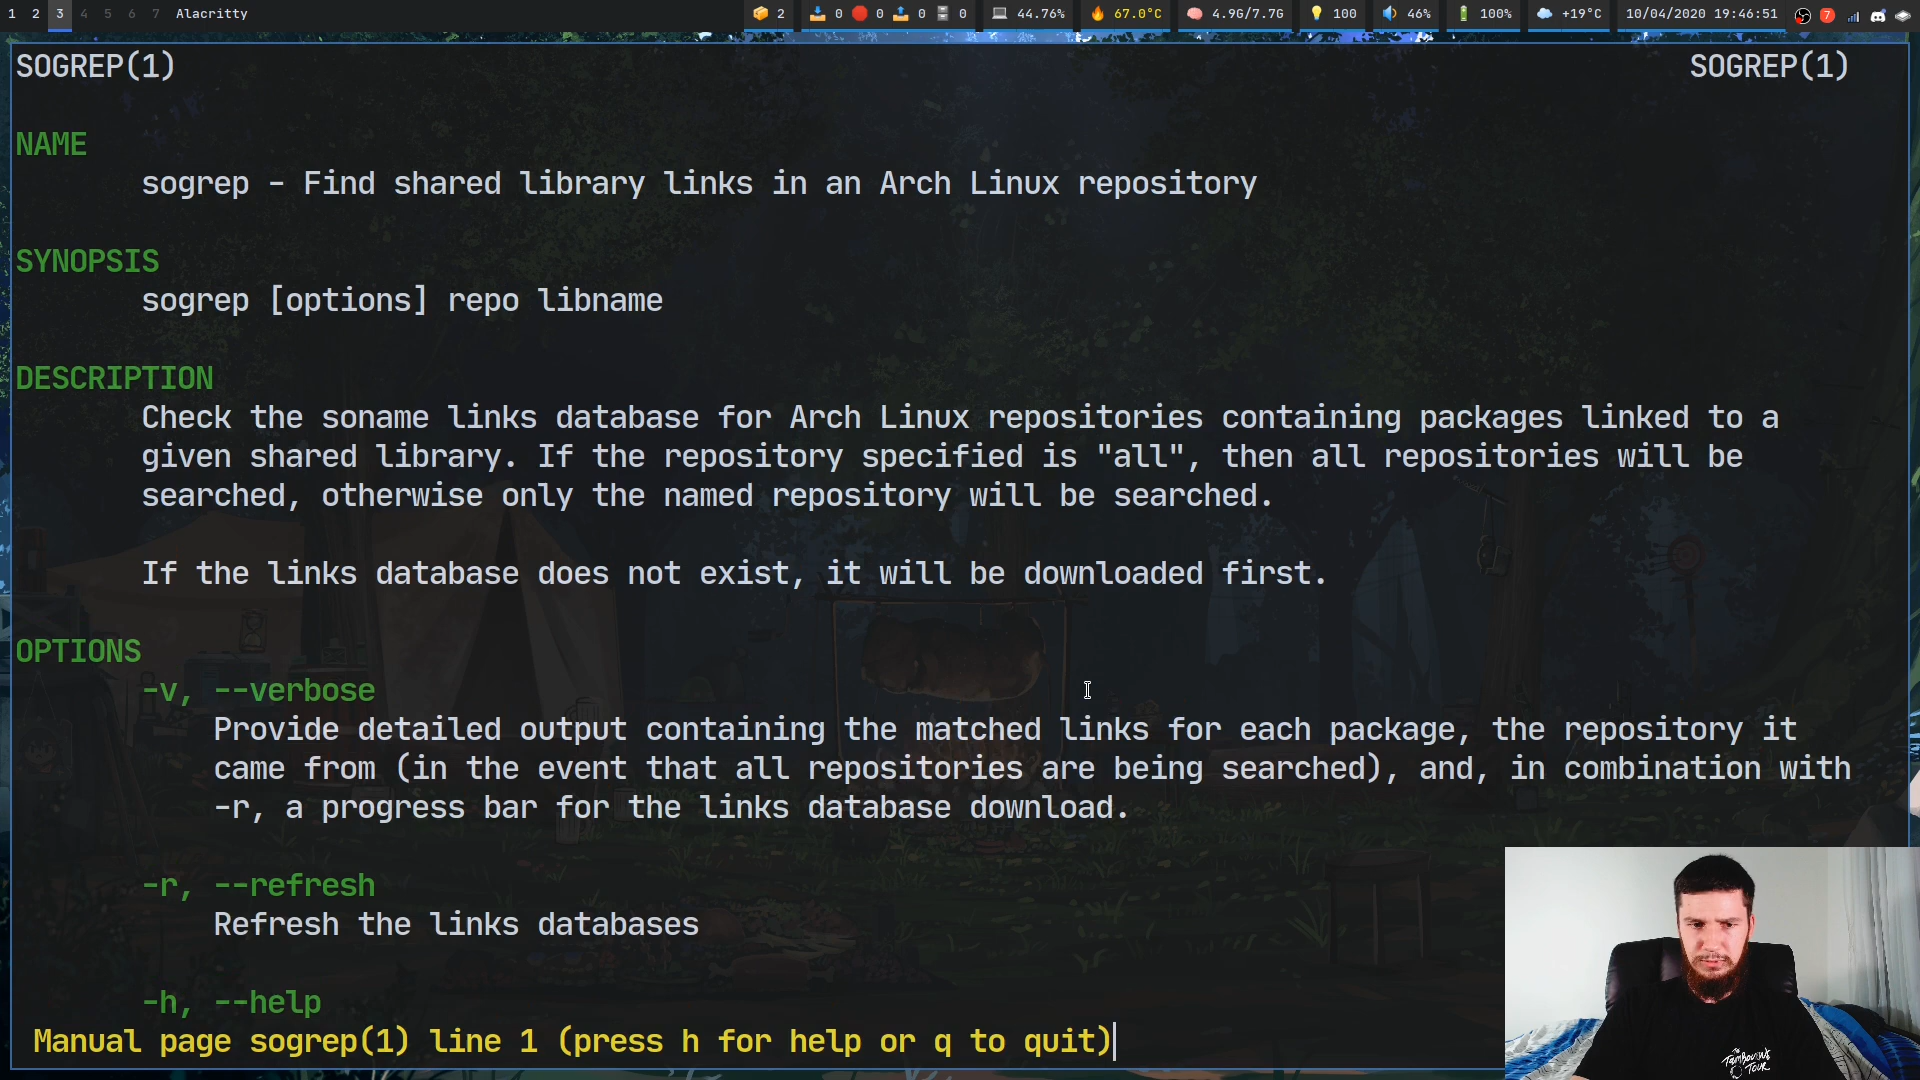 1 2 3 4 5 6 7 Alacritty 2 0 0 0 0 44.76% 67.0°C 4.9G/7.7G 100 46% 100% +19°C 10/04/2020 19:46:51 7
SOGREP(1) SOGREP(1)
NAME
sogrep - Find shared library links in an Arch Linux repository
SYNOPSIS
sogrep [options] repo libname
DESCRIPTION
Check the soname links database for Arch Linux repositories containing packages linked to a
given shared library. If the repository specified is "all", then all repositories will be
searched, otherwise only the named repository will be searched.
If the links database does not exist, it will be downloaded first.
OPTIONS
-v, --verbose
Provide detailed output containing the matched links for each package, the repository it
came from (in the event that all repositories are being searched), and, in combination with
-r, a progress bar for the links database download.
-r, --refresh
Refresh the links databases
-h, --help
Manual page sogrep(1) line 1 (press h for help or q to quit)
THE
TAMBOURINE
TOUR